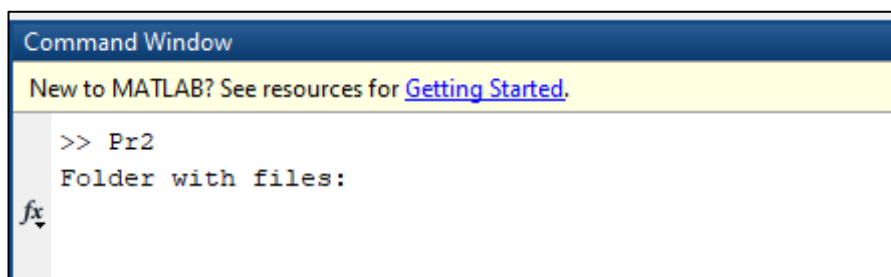 Command Window
New to MATLAB? See resources for Getting Started.
>> Pr2
Folder with files:
fx